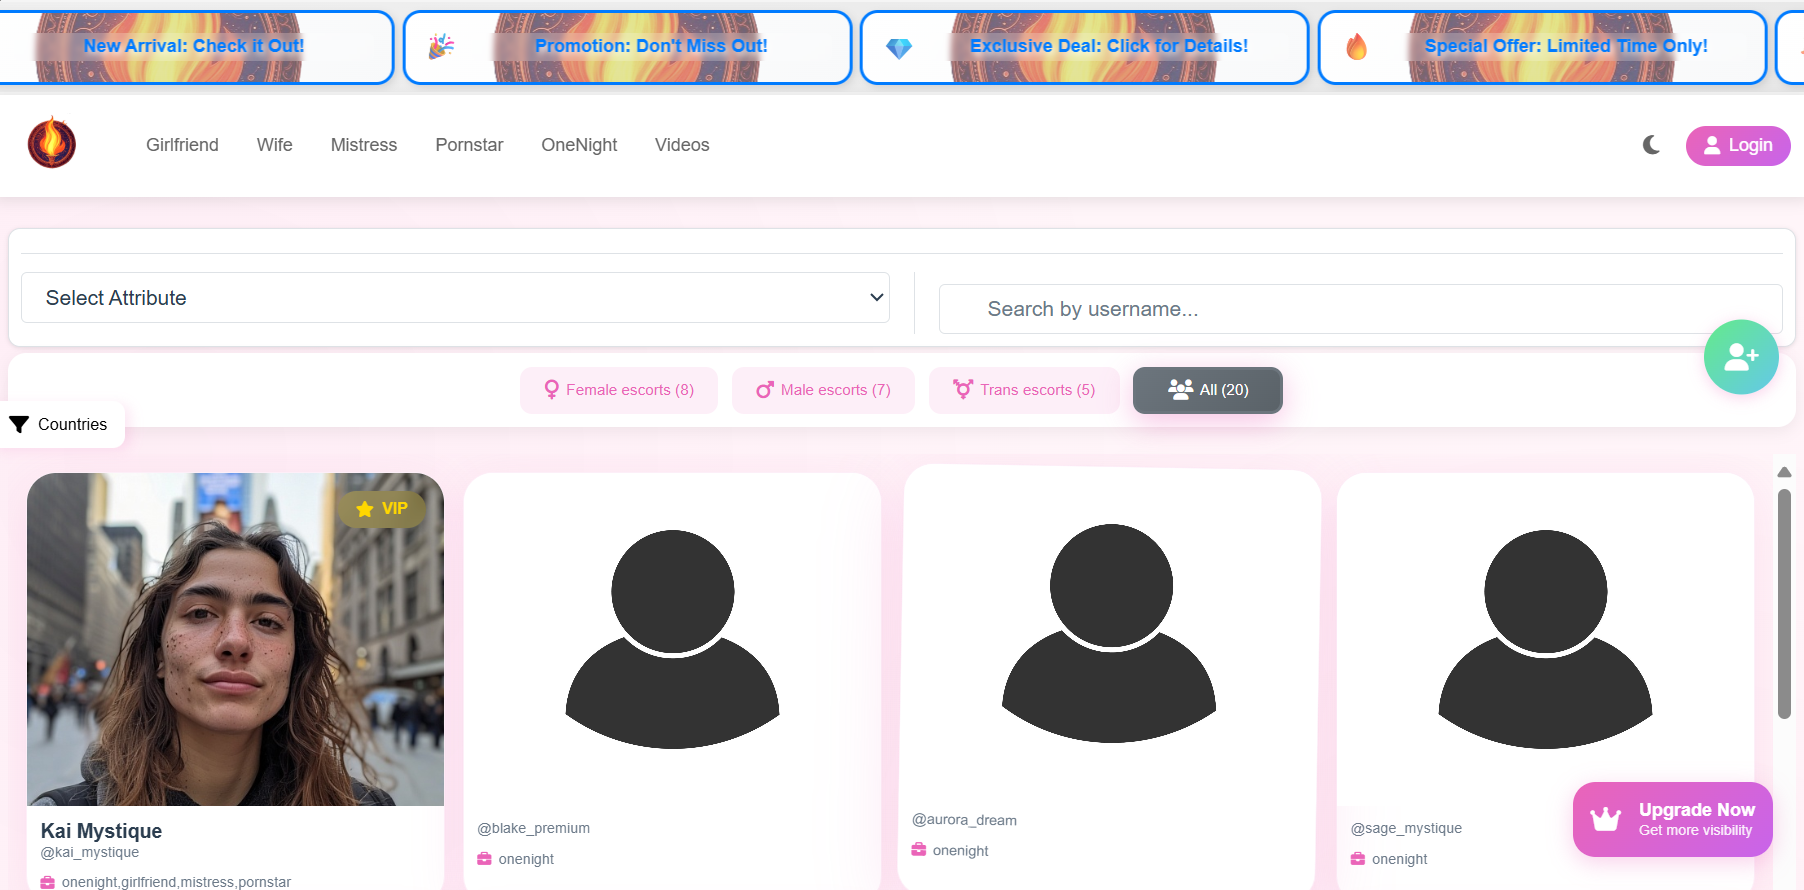 New Arrival: Check it Out!
Promotion: Don't Miss Out!
Exclusive Deal: Click for Details!
Special Offer: Limited Time Only!
Girlfriend
Wife
Mistress
Pornstar
OneNight
Videos
Login
Select Attribute
Search by username...
Female escorts (8)
Male escorts (7)
Trans escorts (5)
All (20)
Countries
VIP
Kai Mystique
@kai_mystique
onenight,girlfriend,mistress,pornstar
@blake_premium
onenight
@aurora_dream
onenight
@sage_mystique
onenight
Upgrade Now
Get more visibility